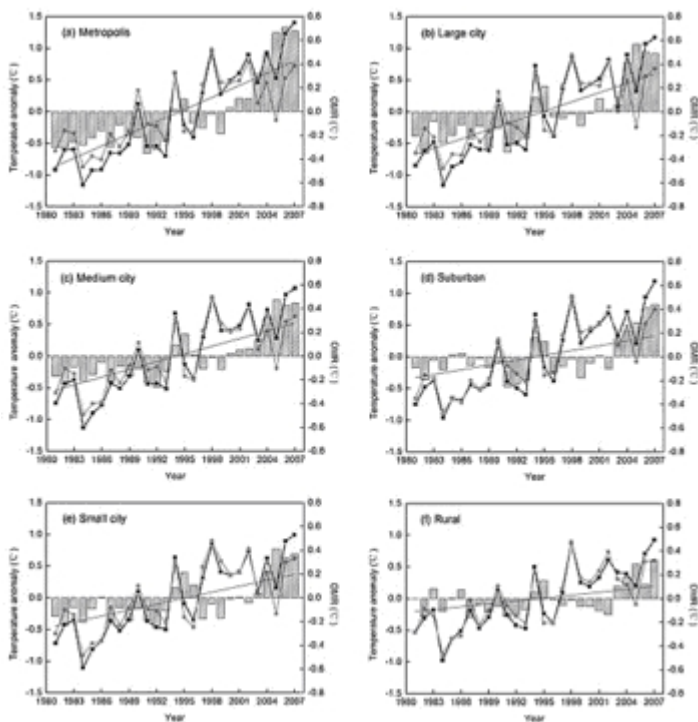 (a) Metropolis
(b) Large city
1.5 1.0 0.5 0.0 -0.5 -1.0 -1.5
Temperature anomaly (℃)
0.8 0.6 0.4 0.2 0.0 -0.2 -0.4 -0.6 -0.8
OMR (℃)
1.5 1.0 0.5 0.0 -0.5 -1.0 -1.5
Temperature anomaly (℃)
0.8 0.6 0.4 0.2 0.0 -0.2 -0.4 -0.6 -0.8
OMR (℃)
1980 1983 1986 1989 1992 1995 1998 2001 2004 2007
1980 1983 1986 1989 1992 1995 1998 2001 2004 2007
Year
Year
(c) Medium city
(d) Suburban
1.5 1.0 0.5 0.0 -0.5 -1.0 -1.5
Temperature anomaly (℃)
0.8 0.6 0.4 0.2 0.0 -0.2 -0.4 -0.6 -0.8
OMR (℃)
1.5 1.0 0.5 0.0 -0.5 -1.0 -1.5
Temperature anomaly (℃)
0.8 0.6 0.4 0.2 0.0 -0.2 -0.4 -0.6 -0.8
OMR (℃)
1980 1983 1986 1989 1992 1995 1998 2001 2004 2007
1980 1983 1986 1989 1992 1995 1998 2001 2004 2007
Year
Year
(e) Small city
(f) Rural
1.5 1.0 0.5 0.0 -0.5 -1.0 -1.5
Temperature anomaly (℃)
0.8 0.6 0.4 0.2 0.0 -0.2 -0.4 -0.6 -0.8
OMR (℃)
1.5 1.0 0.5 0.0 -0.5 -1.0 -1.5
Temperature anomaly (℃)
0.8 0.6 0.4 0.2 0.0 -0.2 -0.4 -0.6 -0.8
OMR (℃)
1980 1983 1986 1989 1992 1995 1998 2001 2004 2007
1980 1983 1986 1989 1992 1995 1998 2001 2004 2007
Year
Year